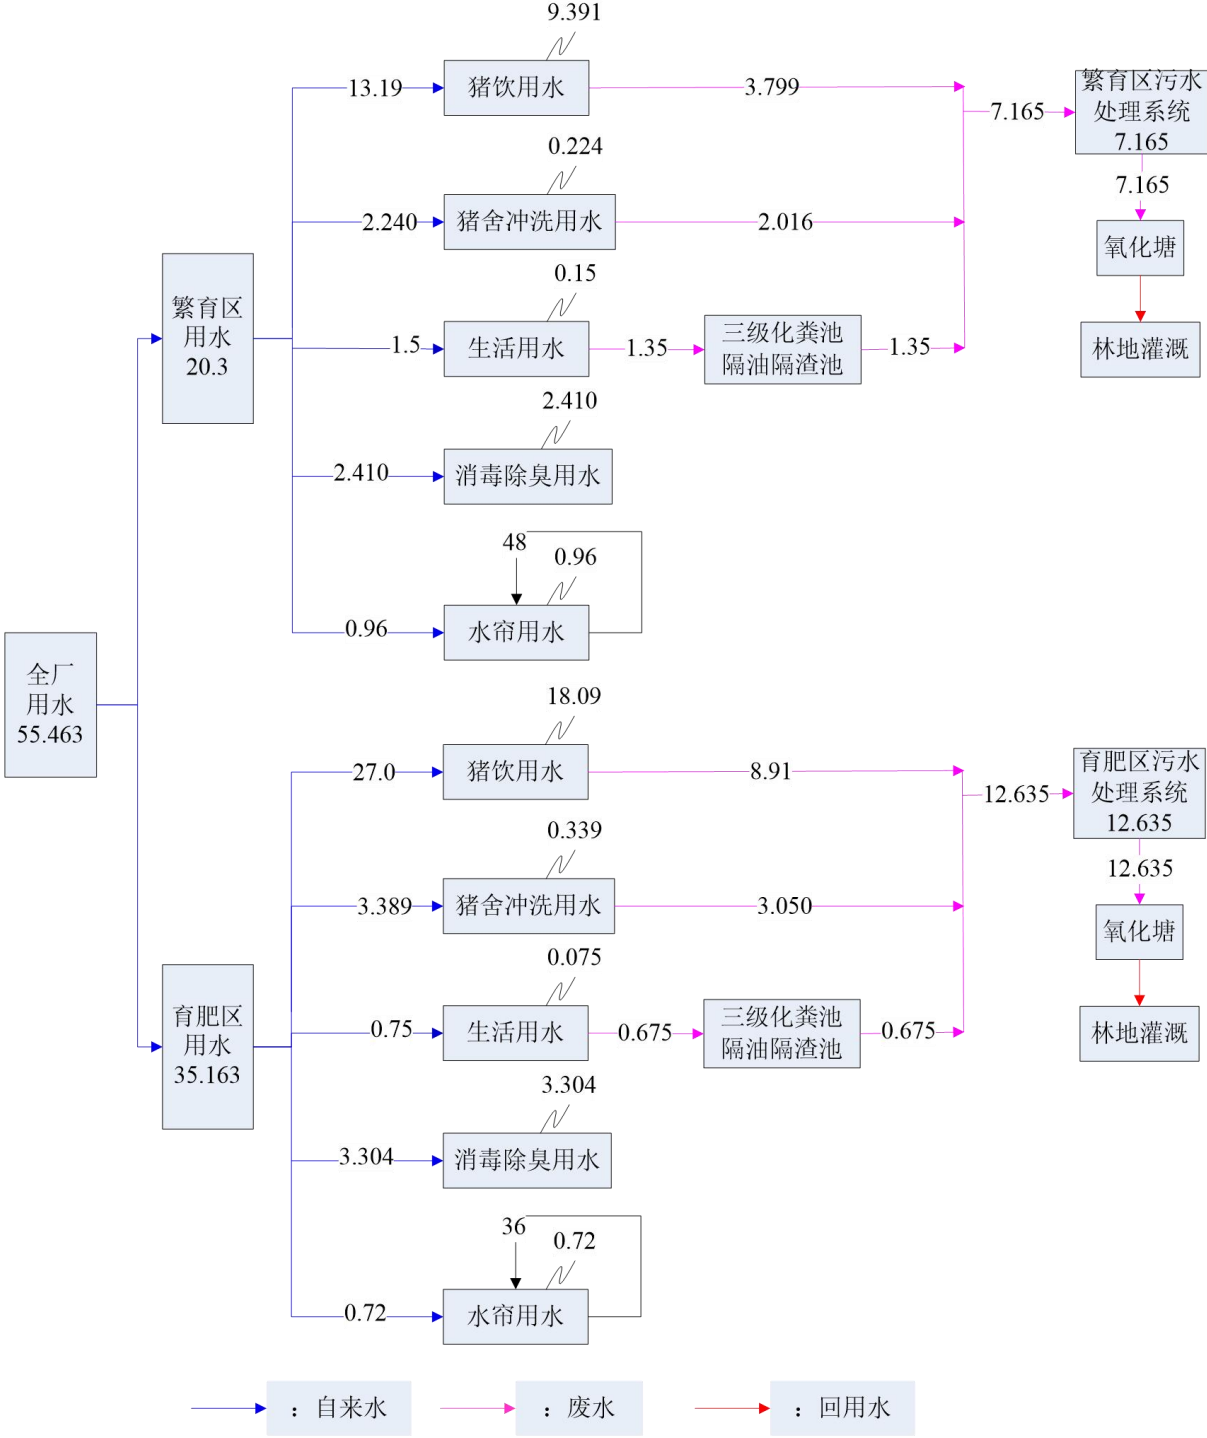 全厂
用水
55.463
繁育区
用水
20.3
13.19
猪饮用水
9.391
3.799
2.240
猪舍冲洗用水
0.224
2.016
1.5
生活用水
0.15
1.35
三级化粪池
隔油隔渣池
1.35
2.410
消毒除臭用水
2.410
0.96
水帘用水
48
0.96
7.165
繁育区污水
处理系统
7.165
7.165
氧化塘
林地灌溉
育肥区
用水
35.163
27.0
猪饮用水
18.09
8.91
3.389
猪舍冲洗用水
0.339
3.050
0.75
生活用水
0.075
0.675
三级化粪池
隔油隔渣池
0.675
3.304
消毒除臭用水
3.304
0.72
水帘用水
36
0.72
12.635
育肥区污水
处理系统
12.635
12.635
氧化塘
林地灌溉
：自来水
：废水
：回用水